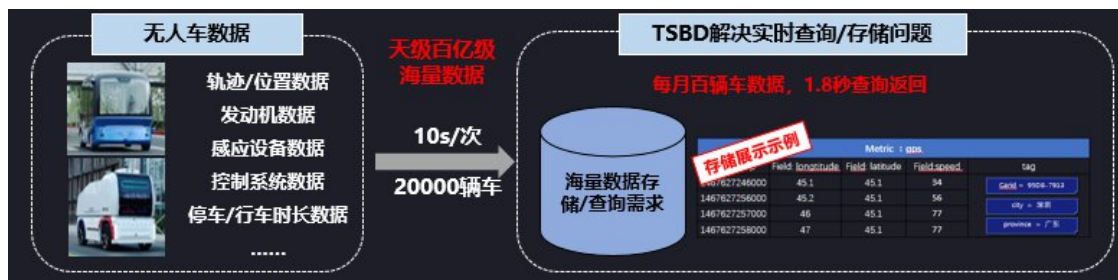 无人车数据
轨迹/位置数据
发动机数据
感应设备数据
控制系统数据
停车/行车时长数据
......
天级百亿级
海量数据
10s/次
20000辆车
TSBD解决实时查询/存储问题
每月百辆车数据，1.8秒查询返回
海量数据存
储/查询需求
存储展示示例
Metric ：gps
Field: longtitude Field: latitude Field:speed tag
1467627246000 45.1 45.1 34
1467627256000 45.2 45.1 56
1467627257000 46 45.1 77
1467627258000 47 45.1 77
city = 深圳
province = 广东